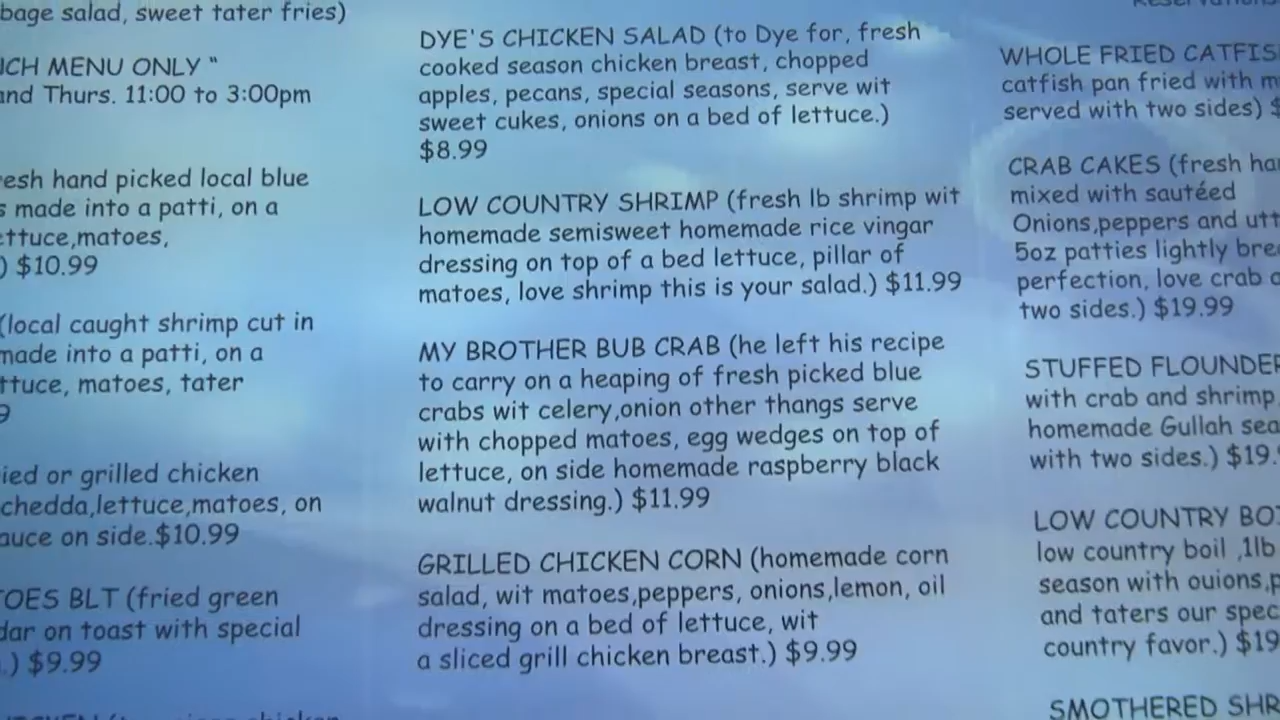 bage salad, sweet tater fries)
MENU ONLY "
and Thurs. 11:00 to 3:00pm
hand picked local blue
made into a patti, on a
matoes,
) $10.99
(local caught shrimp cut in
made into a patti, on a
matoes, tater
or grilled chicken
chedda,lettuce,matoes, on
on side.$10.99
BLT (fried green
on toast with special
.) $9.99
DYE'S CHICKEN SALAD (to Dye for, fresh
cooked season chicken breast, chopped
apples, pecans, special seasons, serve wit
sweet cukes, onions on a bed of lettuce.)
$8.99
LOW COUNTRY SHRIMP (fresh lb shrimp wit
homemade semisweet homemade rice vingar
dressing on top of a bed lettuce, pillar of
matoes, love shrimp this is your salad.) $11.99
MY BROTHER BUB CRAB (he left his recipe
to carry on a heaping of fresh picked blue
crabs wit celery,onion other thangs serve
with chopped matoes, egg wedges on top of
lettuce, on side homemade raspberry black
walnut dressing.) $11.99
GRILLED CHICKEN CORN (homemade corn
salad, wit matoes,peppers, onions,lemon, oil
dressing on a bed of lettuce, wit
a sliced grill chicken breast.) $9.99
WHOLE FRIED CATFIS
catfish pan fried with m
served with two sides) $
CRAB CAKES (fresh ha
mixed with sautéed
Onions,peppers and utt
5oz patties lightly bre
perfection, love crab
two sides.) $19.99
STUFFED FLOUNDER
with crab and shrimp,
homemade Gullah sea
with two sides.) $19.
LOW COUNTRY BO
low country boil ,1lb
season with ouions,p
and taters our spec
country favor.) $19
SMOTHERED SHR